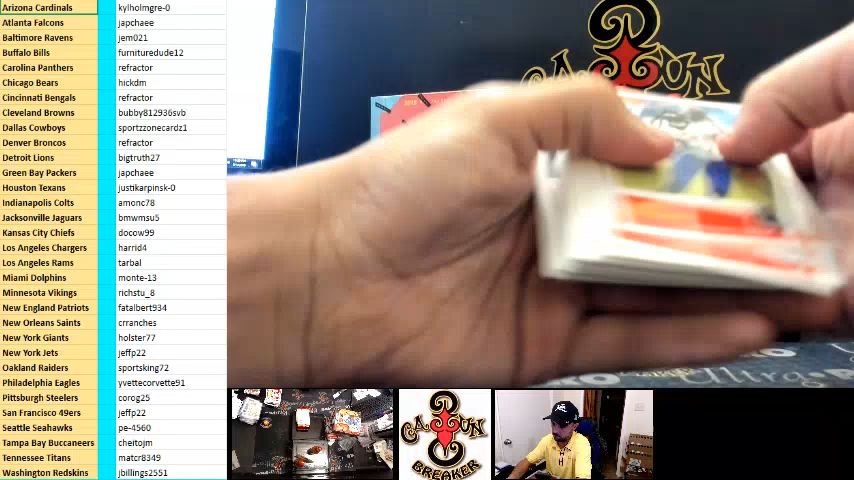 Arizona Cardinals kylholmgre-0
Atlanta Falcons japchaee
Baltimore Ravens jem021
Buffalo Bills furnituredude12
Carolina Panthers refractor
Chicago Bears hickdm
Cincinnati Bengals refractor
Cleveland Browns bubby812936svb
Dallas Cowboys sportzzonecardz1
Denver Broncos refractor
Detroit Lions bigtruth27
Green Bay Packers japchaee
Houston Texans justikarpinsk-0
Indianapolis Colts amonc78
Jacksonville Jaguars bmwmsu5
Kansas City Chiefs docow99
Los Angeles Chargers harrid4
Los Angeles Rams tarbal
Miami Dolphins monte-13
Minnesota Vikings richstu_8
New England Patriots fatalbert934
New Orleans Saints crranches
New York Giants holster77
New York Jets jeffp22
Oakland Raiders sportsking72
Philadelphia Eagles yvettecorvette91
Pittsburgh Steelers corog25
San Francisco 49ers jeffp22
Seattle Seahawks pe-4560
Tampa Bay Buccaneers cheitojm
Tennessee Titans matcr8349
Washington Redskins jbillings2551
CAJUN
CAJUN
BREAKER